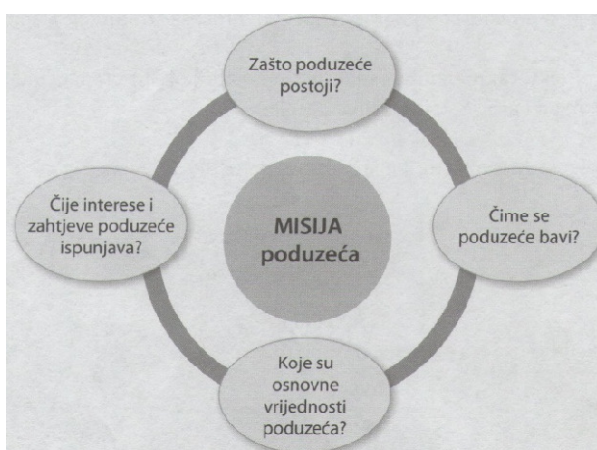 Zašto poduzeće
postoji?
Čije interese i
zahtjeve poduzeće
ispunjava?
MISIJA
poduzeća
Čime se
poduzeće bavi?
Koje su
osnovne
vrijednosti
poduzeća?